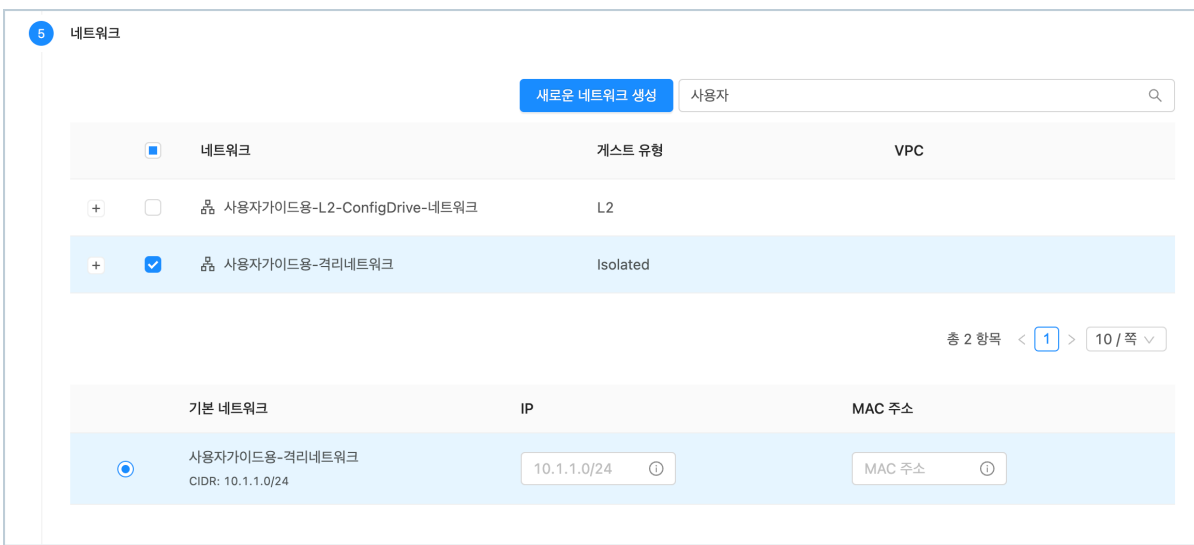 5 네트워크
새로운 네트워크 생성 사용자
네트워크 게스트 유형 VPC
+ 사용자가이드용-L2-ConfigDrive-네트워크 L2
+ 사용자가이드용-격리네트워크 Isolated
총 2 항목 < 1 > 10 / 쪽
기본 네트워크 IP MAC 주소
사용자가이드용-격리네트워크
CIDR: 10.1.1.0/24 10.1.1.0/24 MAC 주소